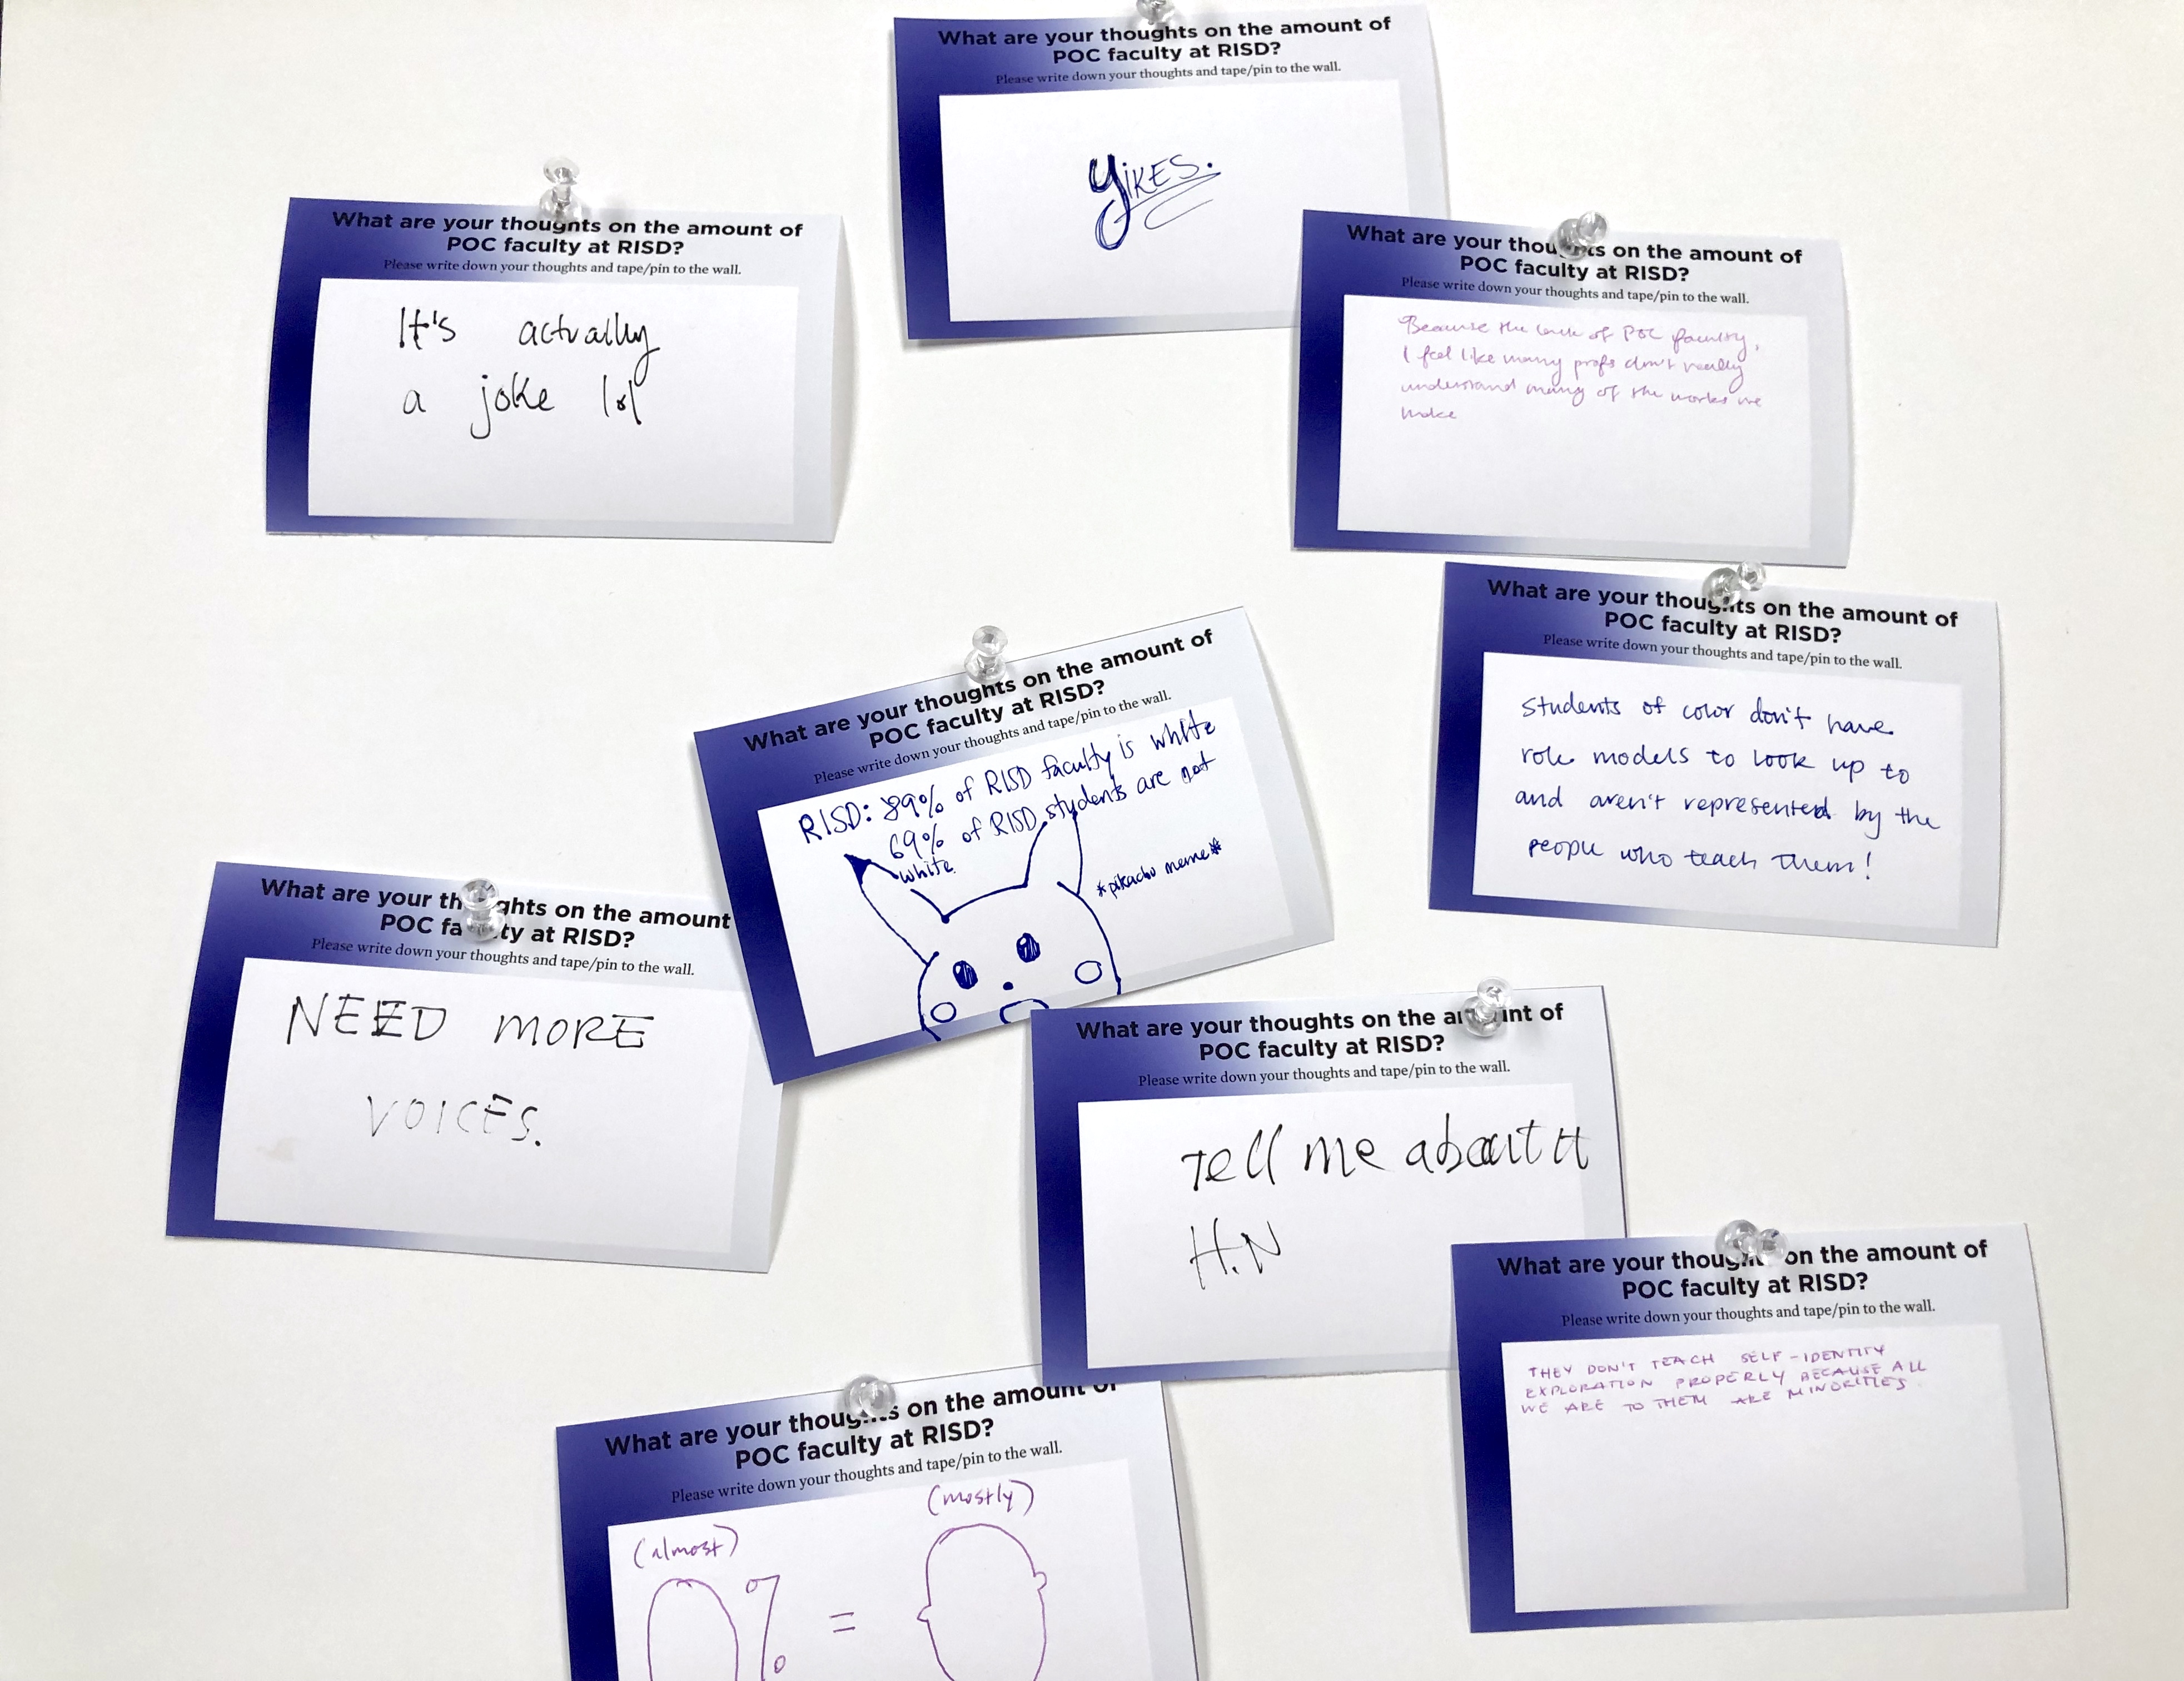 What are your thoughts on the amount of
POC faculty at RISD?
Please write down your thoughts and tape/pin to the wall.
YIKES.
What are your thoughts on the amount of
POC faculty at RISD?
Please write down your thoughts and tape/pin to the wall.
It's actually
a joke lol
What are your thoughts on the amount of
POC faculty at RISD?
Please write down your thoughts and tape/pin to the wall.
Because the lack of POC faculty,
I feel like many profs don't really
understand many of the works we
make
What are your thoughts on the amount of
POC faculty at RISD?
Please write down your thoughts and tape/pin to the wall.
students of color don't have
role models to look up to
and aren't represented by the
people who teach them!
What are your thoughts on the amount of
POC faculty at RISD?
Please write down your thoughts and tape/pin to the wall.
RISD: 89% of RISD faculty is white
69% of RISD students are not
white
*pikachu meme*
What are your thoughts on the amount
POC faculty at RISD?
Please write down your thoughts and tape/pin to the wall.
NEED MORE
VOICES.
What are your thoughts on the amount of
POC faculty at RISD?
Please write down your thoughts and tape/pin to the wall.
Tell me about it
H.N
What are your thoughts on the amount of
POC faculty at RISD?
Please write down your thoughts and tape/pin to the wall.
THEY DON'T TEACH SELF-IDENTITY
EXPLORATION PROPERLY BECAUSE ALL
WE ARE TO THEM ARE MINORITIES.
What are your thoughts on the amount of
POC faculty at RISD?
Please write down your thoughts and tape/pin to the wall.
(almost) (mostly)
0% =